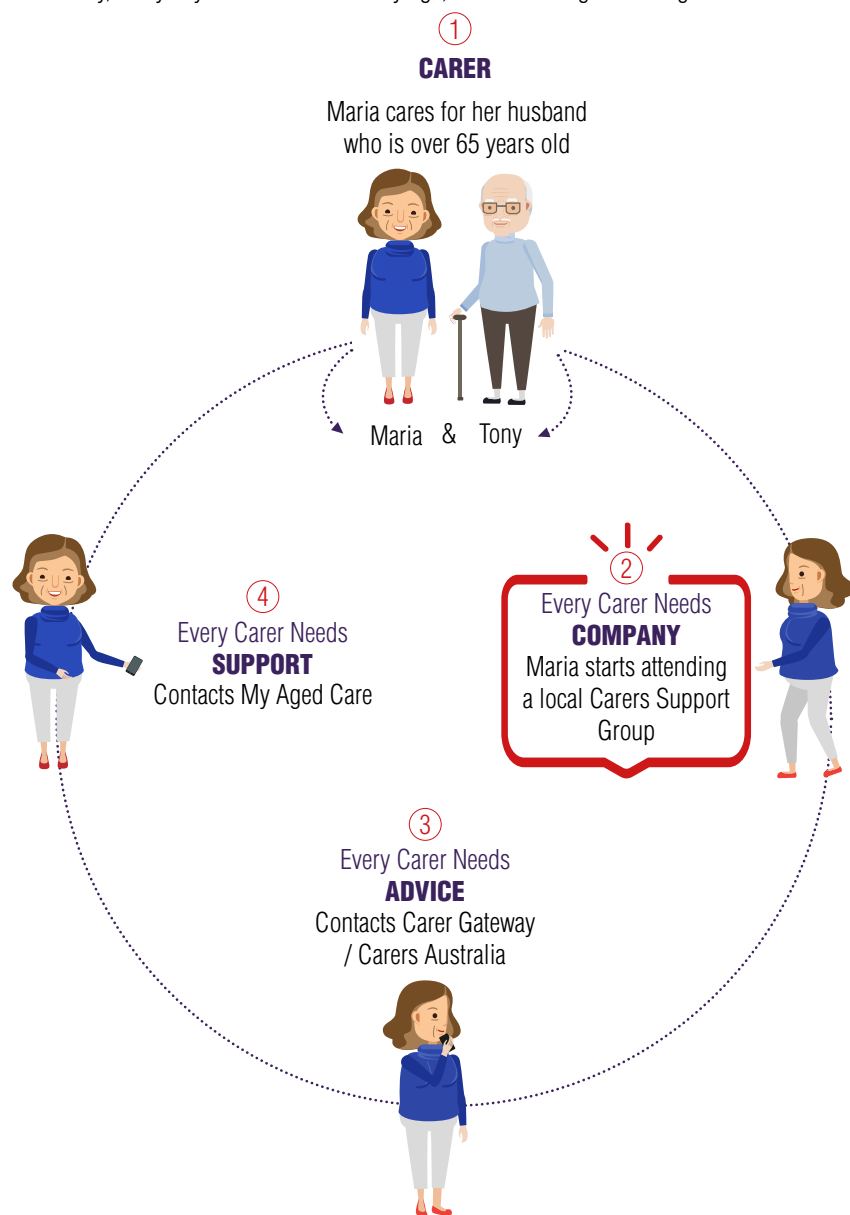 1
CARER
Maria cares for her husband
who is over 65 years old
Maria & Tony
2
Every Carer Needs
COMPANY
Maria starts attending
a local Carers Support
Group
3
Every Carer Needs
ADVICE
Contacts Carer Gateway
/ Carers Australia
4
Every Carer Needs
SUPPORT
Contacts My Aged Care